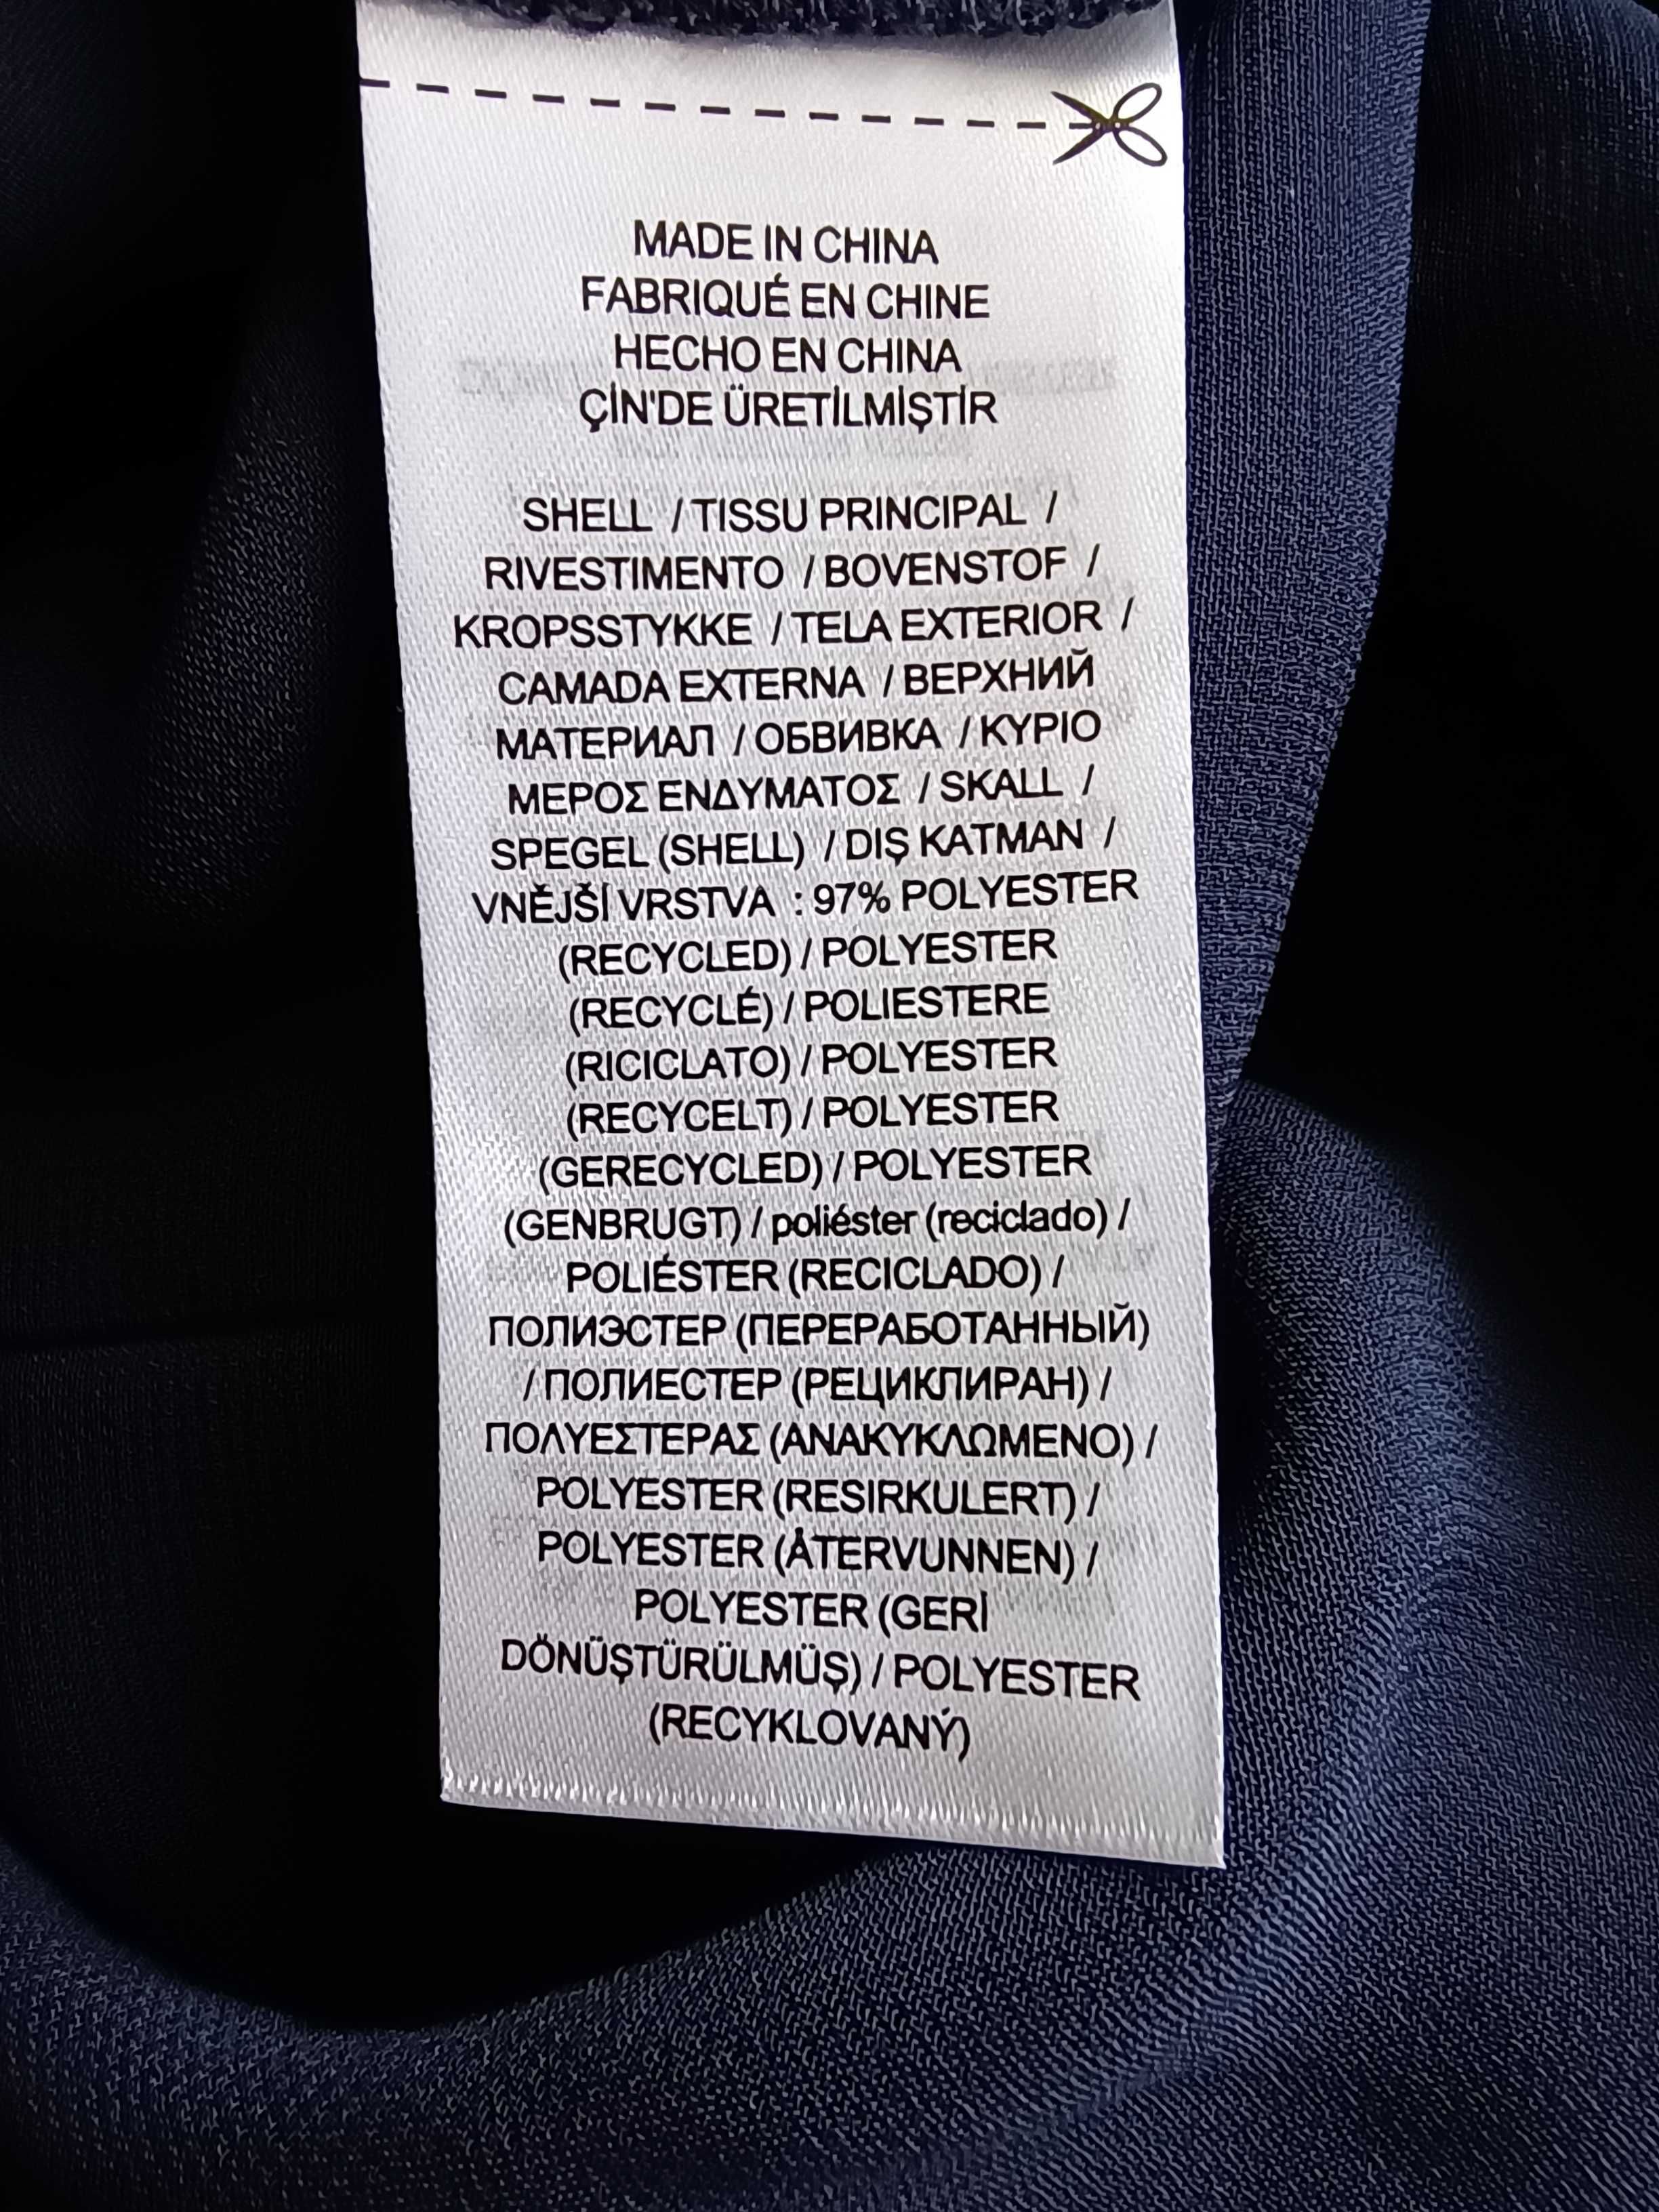 MADE IN CHINA
FABRIQUÉ EN CHINE
HECHO EN CHINA
ÇİN'DE ÜRETİLMİŞTİR
SHELL / TISSU PRINCIPAL /
RIVESTIMENTO / BOVENSTOF /
KROPSSTYKKE / TELA EXTERIOR /
CAMADA EXTERNA / ВЕРХНИЙ
МАТЕРИАЛ / ОБВИВКА / ΚΥΡΙΟ
ΜΕΡΟΣ ΕΝΔΥΜΑΤΟΣ / SKALL /
SPEGEL (SHELL) / DIŞ KATMAN /
VNĚJŠÍ VRSTVA : 97% POLYESTER
(RECYCLED) / POLYESTER
(RECYCLÉ) / POLIESTERE
(RICICLATO) / POLYESTER
(RECYCELT) / POLYESTER
(GERECYCLED) / POLYESTER
(GENBRUGT) / poliéster (reciclado) /
POLIÉSTER (RECICLADO) /
ПОЛИЭСТЕР (ПЕРЕРАБОТАННЫЙ)
/ ПОЛИЕСТЕР (РЕЦИКЛИРАН) /
ΠΟΛΥΕΣΤΕΡΑΣ (ΑΝΑΚΥΚΛΩΜΕΝΟ) /
POLYESTER (RESIRKULERT) /
POLYESTER (ÅTERVUNNEN) /
POLYESTER (GERİ
DÖNÜŞTÜRÜLMÜŞ) / POLYESTER
(RECYKLOVANÝ)